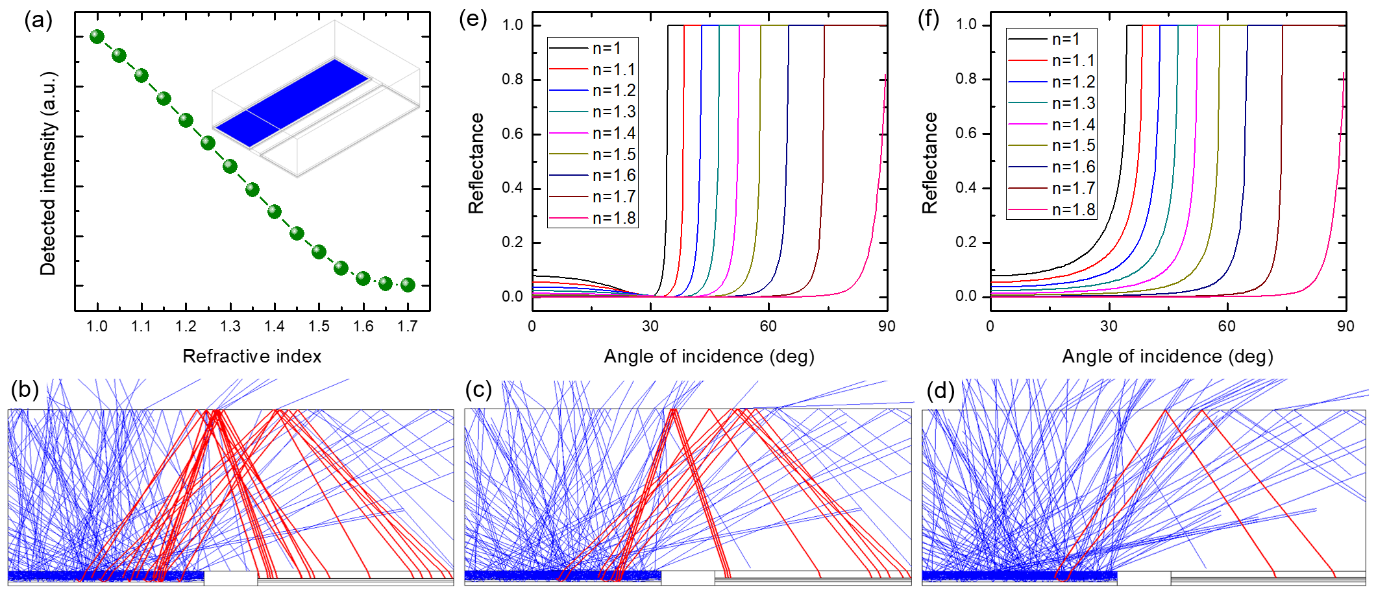 (a)
Detected intensity (a.u.)
1.0 1.1 1.2 1.3 1.4 1.5 1.6 1.7
Refractive index
(e)
Reflectance
1.0
0.8
0.6
0.4
0.2
0.0
n=1
n=1.1
n=1.2
n=1.3
n=1.4
n=1.5
n=1.6
n=1.7
n=1.8
0 30 60 90
Angle of incidence (deg)
(f)
Reflectance
1.0
0.8
0.6
0.4
0.2
0.0
n=1
n=1.1
n=1.2
n=1.3
n=1.4
n=1.5
n=1.6
n=1.7
n=1.8
0 30 60 90
Angle of incidence (deg)
(b)
(c)
(d)